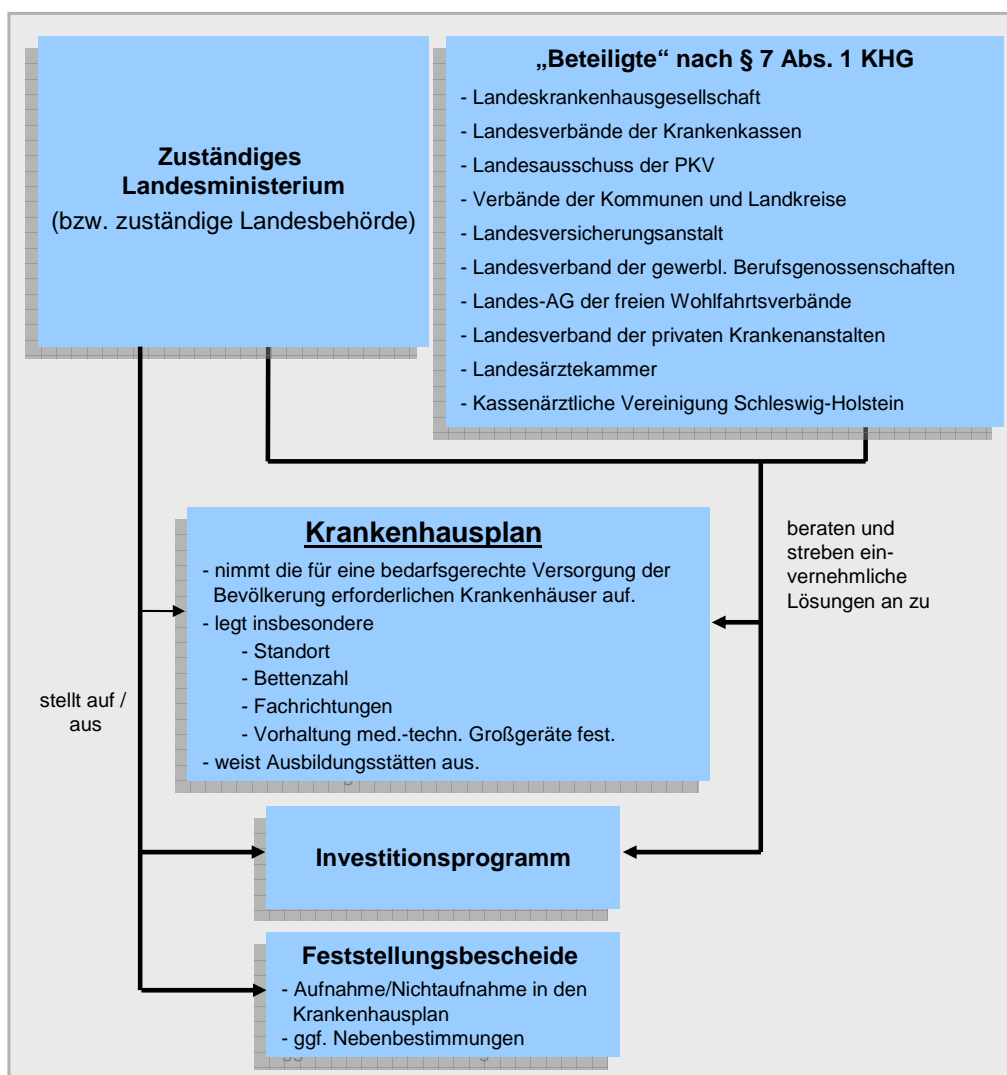 Zuständiges
Landesministerium
(bzw. zuständige Landesbehörde)
„Beteiligte“ nach § 7 Abs. 1 KHG
- Landeskrankenhausgesellschaft
- Landesverbände der Krankenkassen
- Landesausschuss der PKV
- Verbände der Kommunen und Landkreise
- Landesversicherungsanstalt
- Landesverband der gewerbl. Berufsgenossenschaften
- Landes-AG der freien Wohlfahrtsverbände
- Landesverband der privaten Krankenanstalten
- Landesärztekammer
- Kassenärztliche Vereinigung Schleswig-Holstein
beraten und
streben ein-
vernehmliche
Lösungen an zu
Krankenhausplan
- nimmt die für eine bedarfsgerechte Versorgung der
Bevölkerung erforderlichen Krankenhäuser auf.
- legt insbesondere
- Standort
- Bettenzahl
- Fachrichtungen
- Vorhaltung med.-techn. Großgeräte fest.
- weist Ausbildungsstätten aus.
stellt auf /
aus
Investitionsprogramm
Feststellungsbescheide
- Aufnahme/Nichtaufnahme in den
Krankenhausplan
- ggf. Nebenbestimmungen